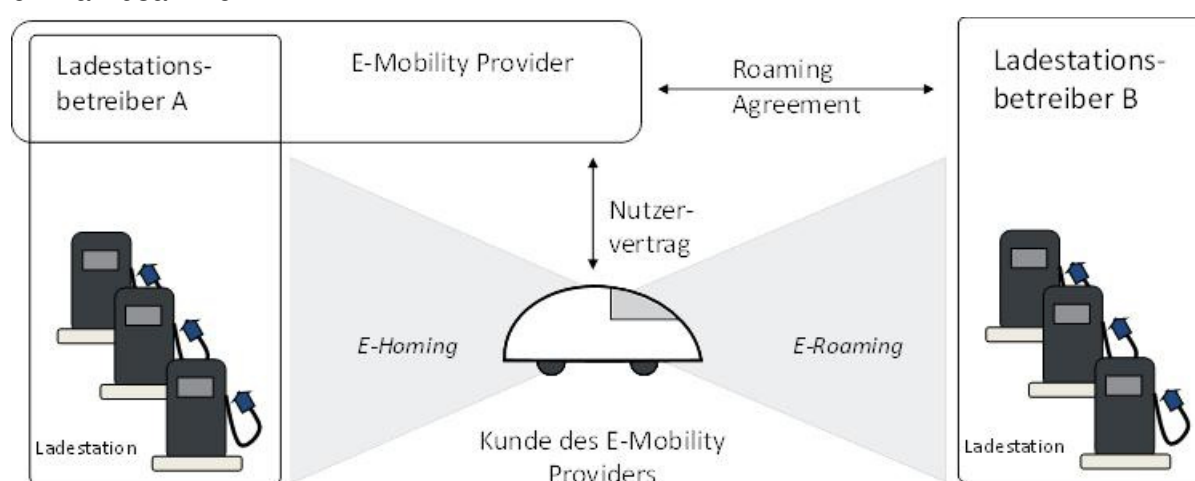 Ladestations-
betreiber A
E-Mobility Provider
Roaming
Agreement
Ladestations-
betreiber B
Nutzer-
vertrag
E-Homing
E-Roaming
Ladestation
Kunde des E-Mobility
Providers
Ladestation